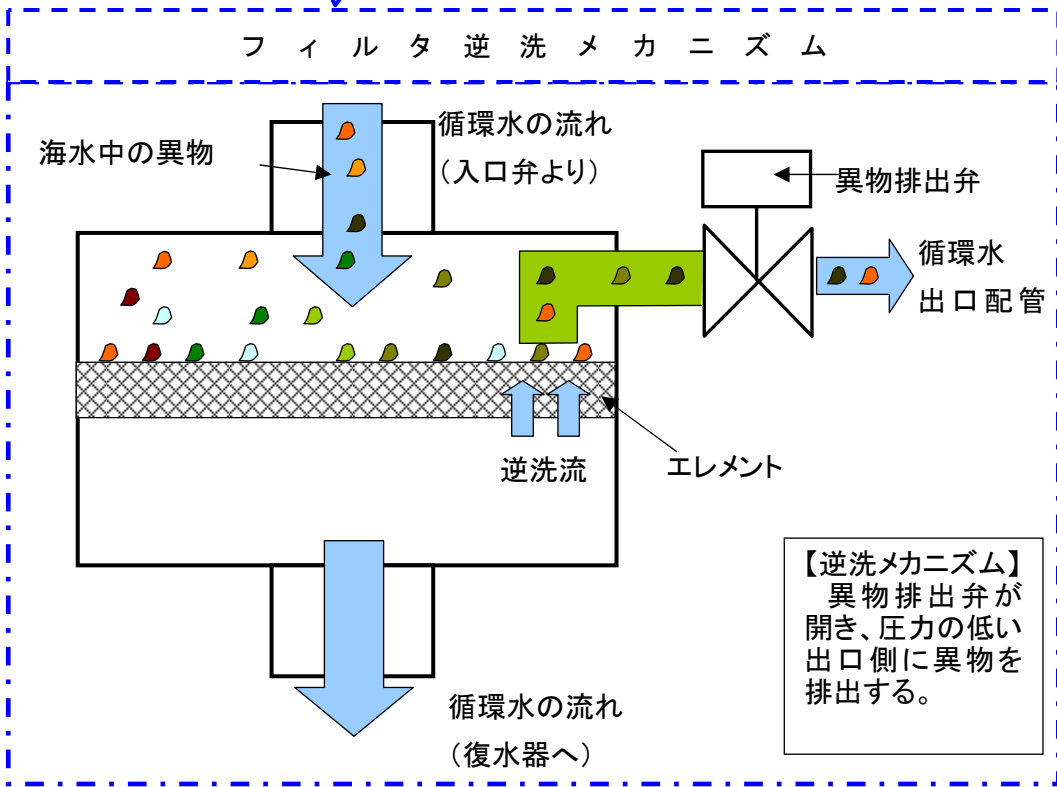 フィルタ逆洗メカニズム
海水中の異物
循環水の流れ
(入口弁より)
異物排出弁
循環水
出口配管
逆洗流
エレメント
【逆洗メカニズム】
異物排出弁が
開き、圧力の低い
出口側に異物を
排出する。
循環水の流れ
(復水器へ)